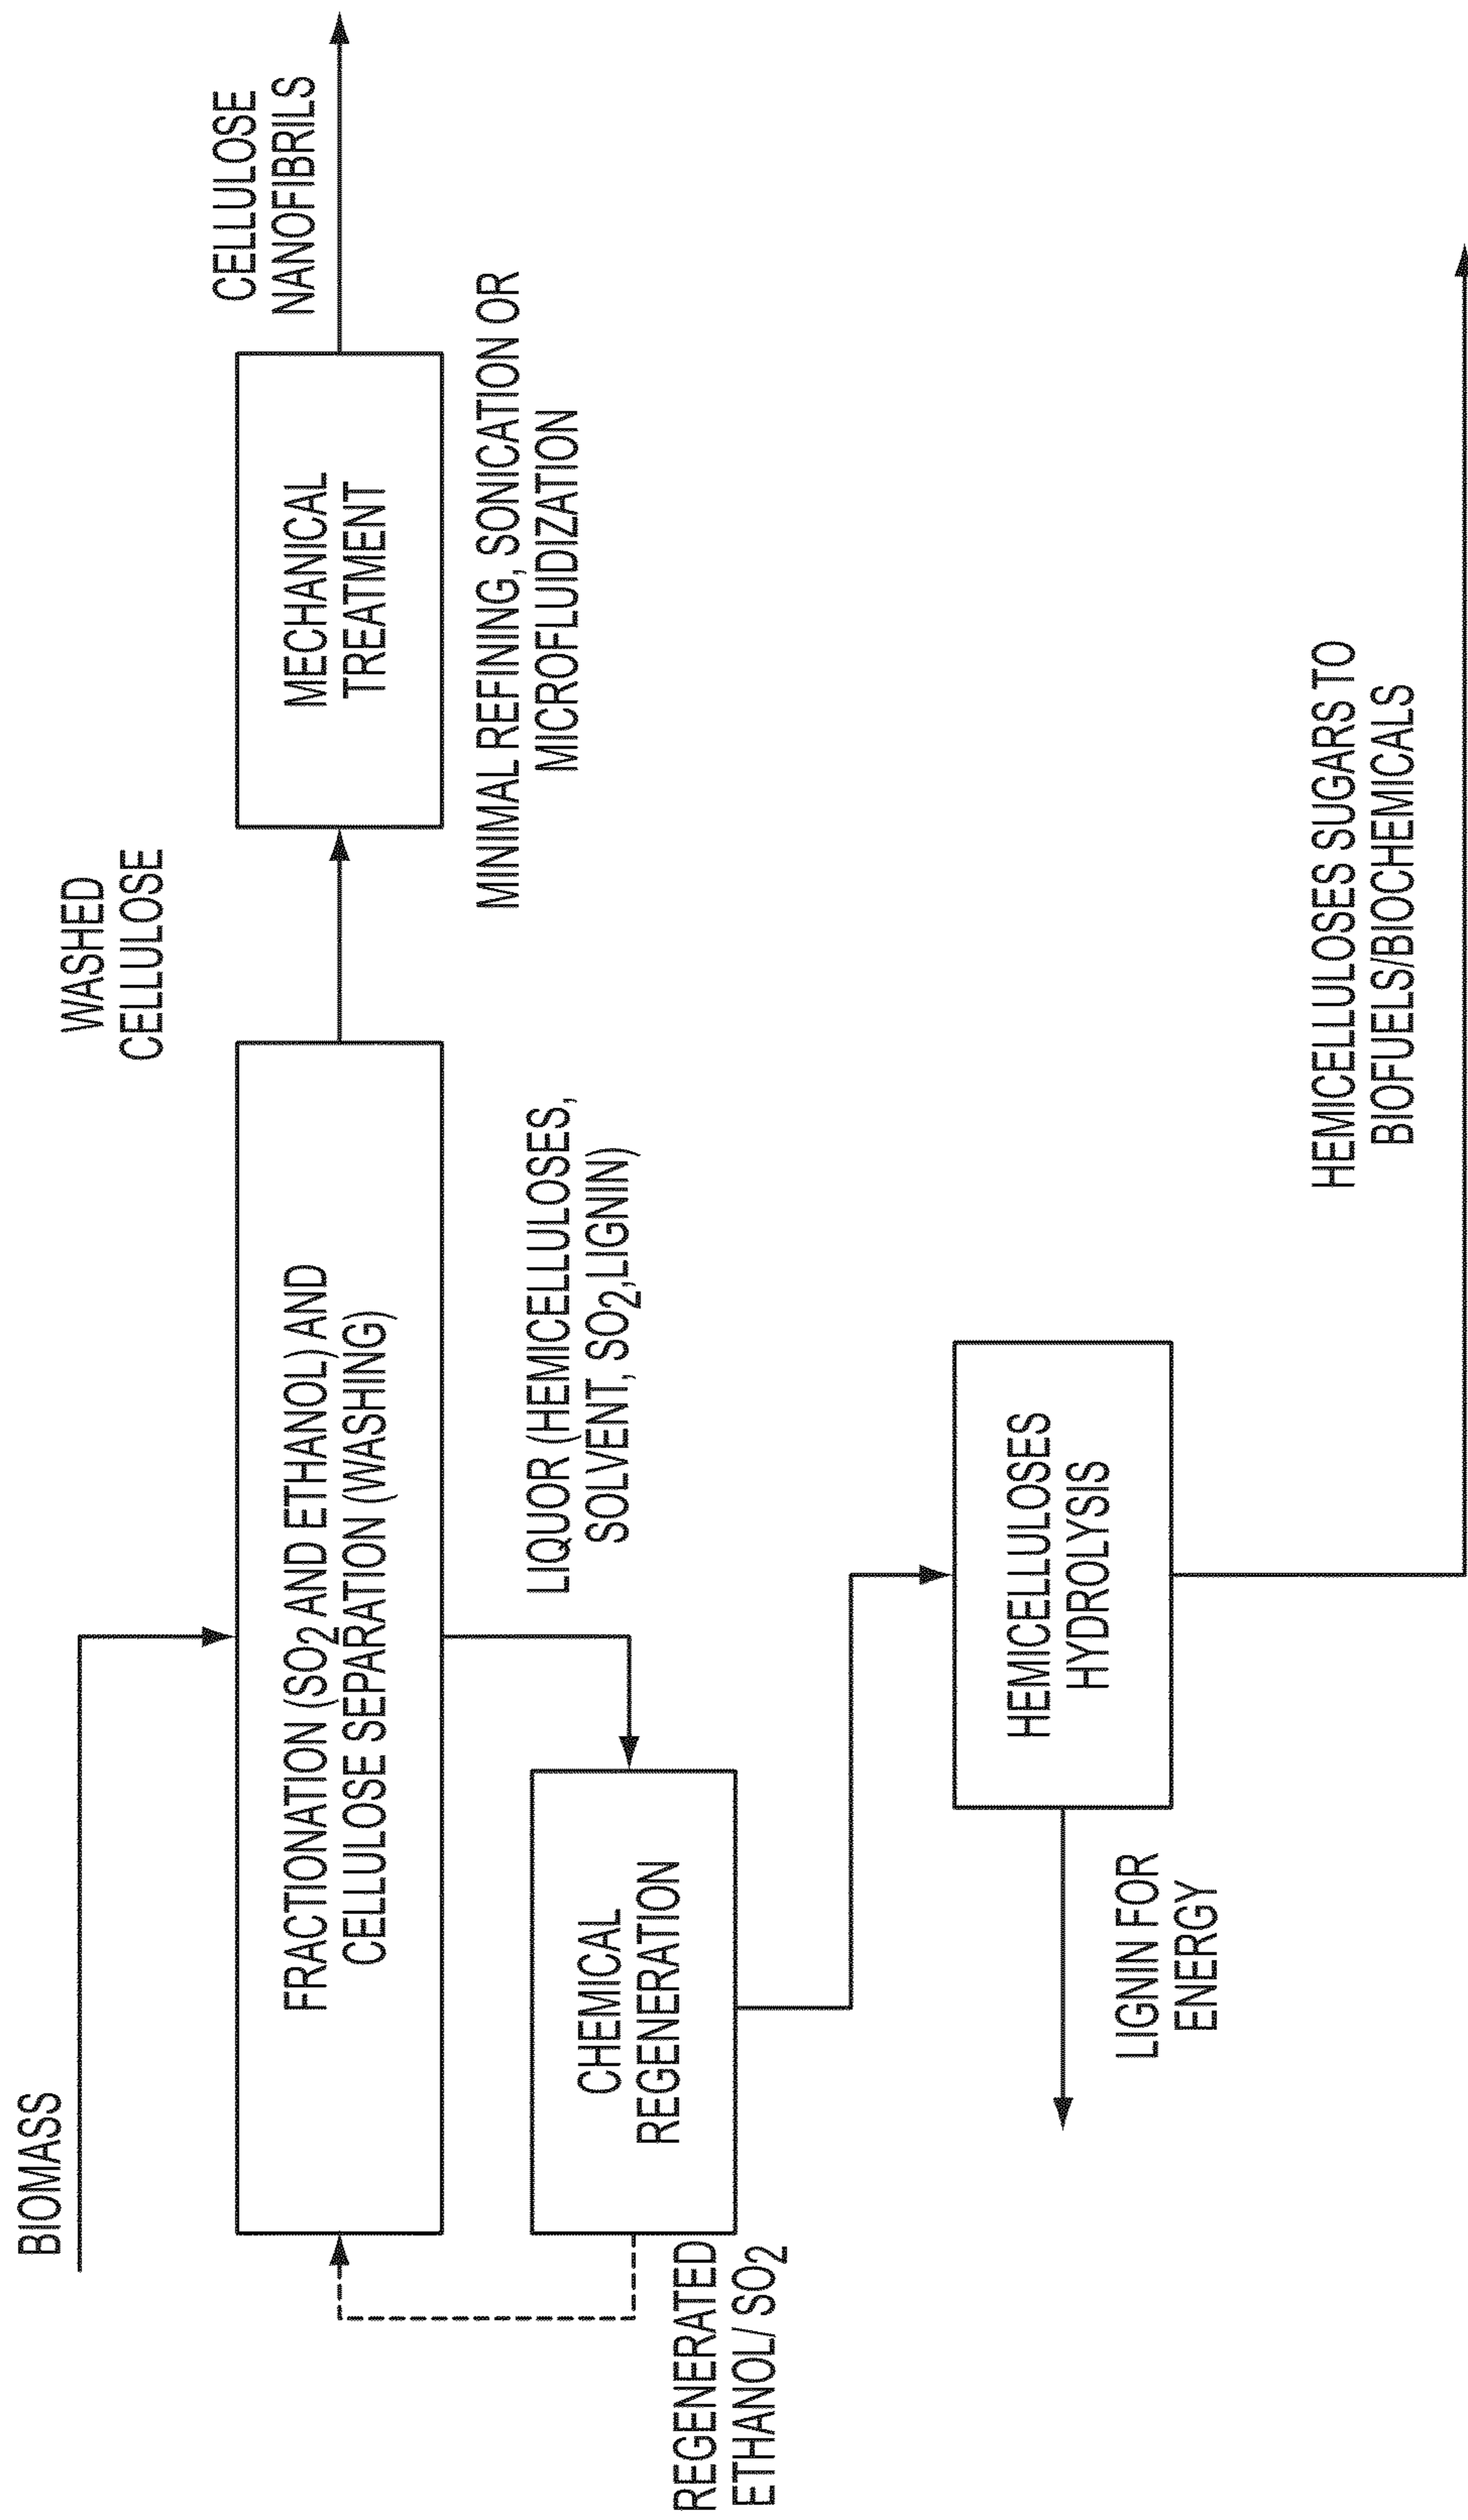 BIOMASS
FRACTIONATION (SO2 AND ETHANOL) AND
CELLULOSE SEPARATION (WASHING)
WASHED
CELLULOSE
MECHANICAL
TREATMENT
CELLULOSE
NANOFIBRILS
MINIMAL REFINING, SONICATION OR
MICROFLUIDIZATION
LIQUOR (HEMICELLULOSES,
SOLVENT, SO2,LIGNIN)
CHEMICAL
REGENERATION
REGENERATED
ETHANOL/ SO2
HEMICELLULOSES
HYDROLYSIS
LIGNIN FOR
ENERGY
HEMICELLULOSES SUGARS TO
BIOFUELS/BIOCHEMICALS